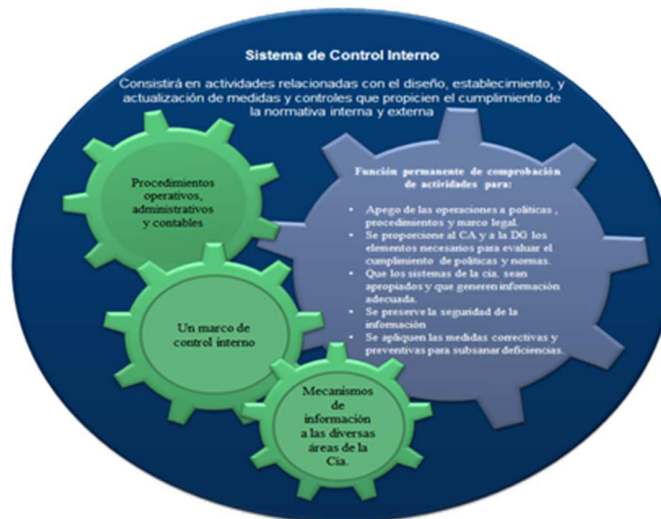 Sistema de Control Interno
Consistirá en actividades relacionadas con el diseño, establecimiento, y
actualización de medidas y controles que propicien el cumplimiento de
la normativa interna y externa
Procedimientos
operativos,
administrativos
y contables
Un marco de
control interno
Mecanismos
de
información
a las diversas
áreas de la
Cía.
Función permanente de comprobación
de actividades para:
• Apego de las operaciones a políticas ,
procedimientos y marco legal.
• Se proporcione al CA y a la DG los
elementos necesarios para evaluar el
cumplimiento de políticas y normas.
• Que los sistemas de la cía. sean
apropiados y que generen información
adecuada.
• Se preserve la seguridad de la
información
• Se apliquen las medidas correctivas y
preventivas para subsanar deficiencias.